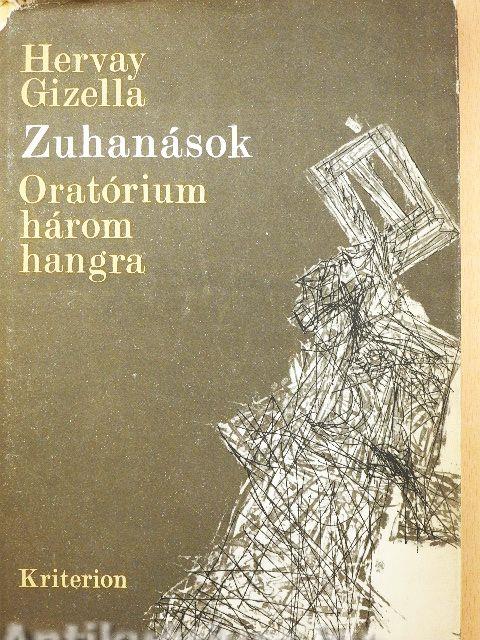 Hervay
Gizella
Zuhanások
Oratórium
három
hangra
Kriterion